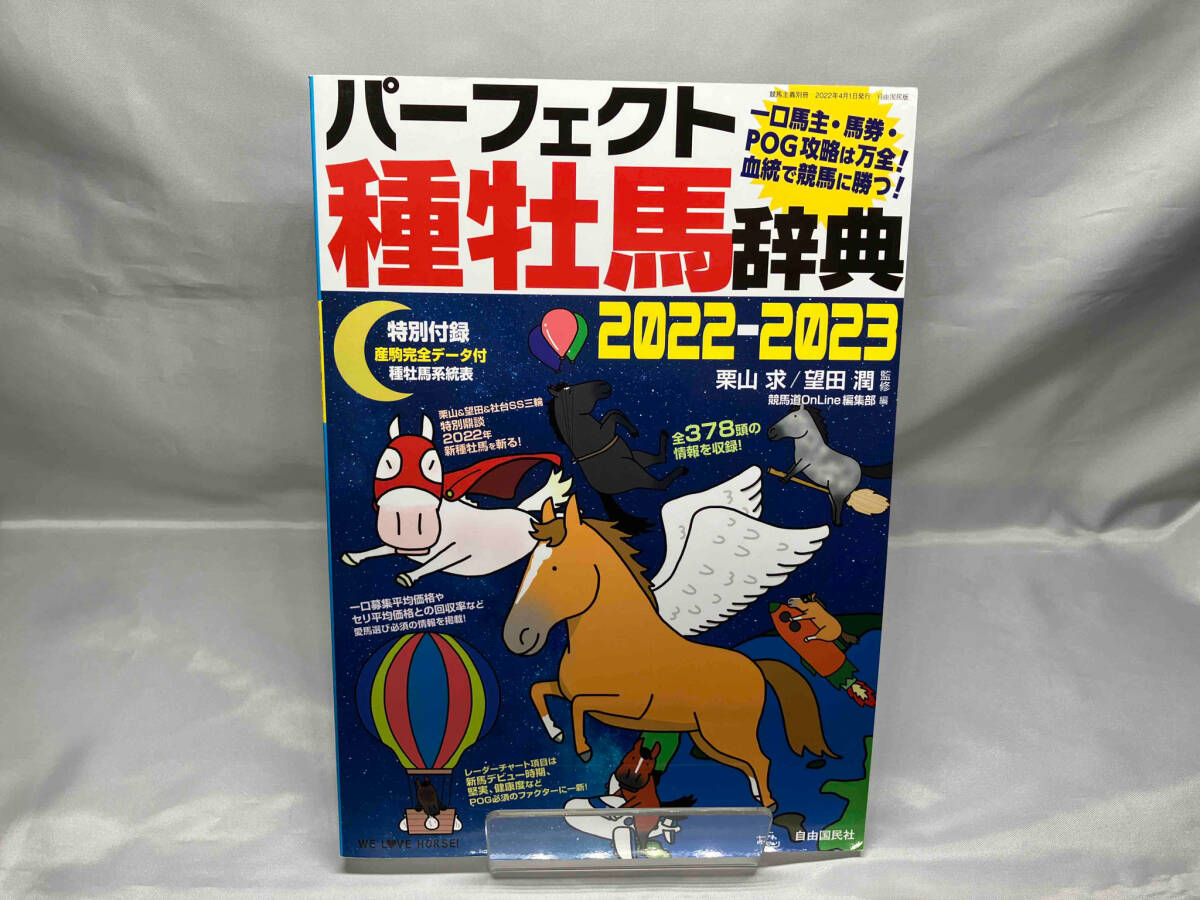 競馬主義別冊 2022年4月1日発行 自由国民版
パーフェクト
種牡馬辞典
一口馬主・馬券・
POG攻略は万全!
血統で競馬に勝つ!
2022-2023
特別付録
産駒完全データ付
種牡馬系統表
栗山 求/望田 潤 監修
競馬道OnLine編集部 編
栗山&望田&社台SS三輪
特別鼎談
2022年
新種牡馬を斬る!
全378頭の
情報を収録!
一口募集平均価格や
セリ平均価格との回収率など
愛馬選び必須の情報を掲載!
レーダーチャート項目は
新馬デビュー時期、
堅実、健康度など
POG必須のファクターに一新!
WE L♥VE HORSE!
自由国民社